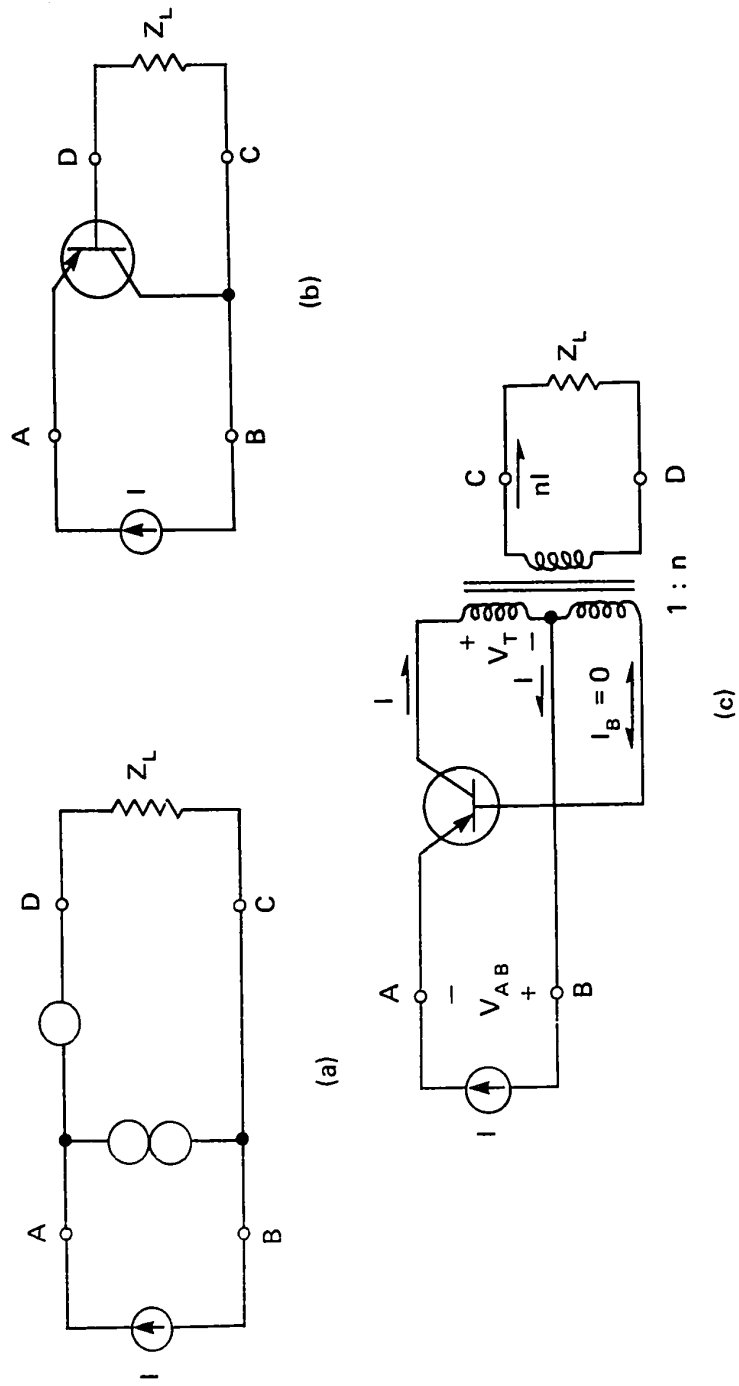 I
A
B
D
C
Z_L
(a)
I
A
B
D
C
Z_L
(b)
I
A
−
V_AB
+
B
I
+
V_T
−
I
I_B = 0
1 : n
C
nI
D
Z_L
(c)